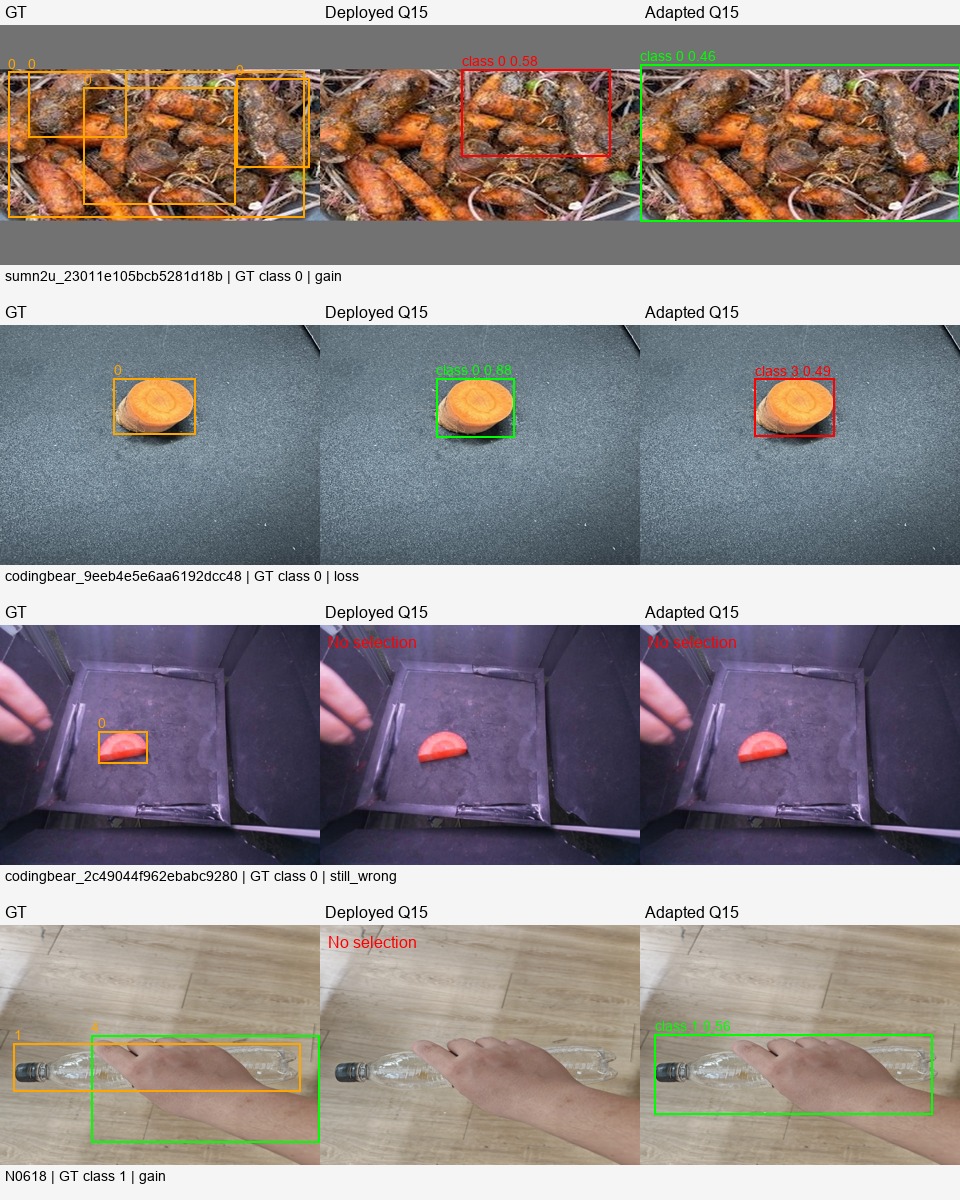 GT Deployed Q15 Adapted Q15
0 0 0 class 0 0.58 class 0 0.46
0
sumn2u_23011e105bcb5281d18b | GT class 0 | gain
GT Deployed Q15 Adapted Q15
0 class 0 0.88 class 3 0.49
codingbear_9eeb4e5e6aa6192dcc48 | GT class 0 | loss
GT Deployed Q15 Adapted Q15
No selection No selection
0
codingbear_2c49044f962ebabc9280 | GT class 0 | still_wrong
GT Deployed Q15 Adapted Q15
No selection
1 class 1 0.56
N0618 | GT class 1 | gain